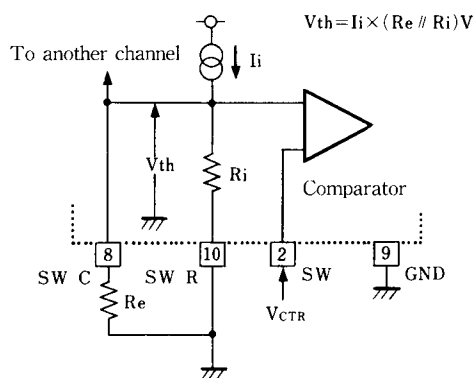 Vth=Ii×(Re // Ri)V
To another channel
Ii
Vth
Ri
Comparator
8
10
2
9
SW C
SW R
SW
GND
Re
VCTR